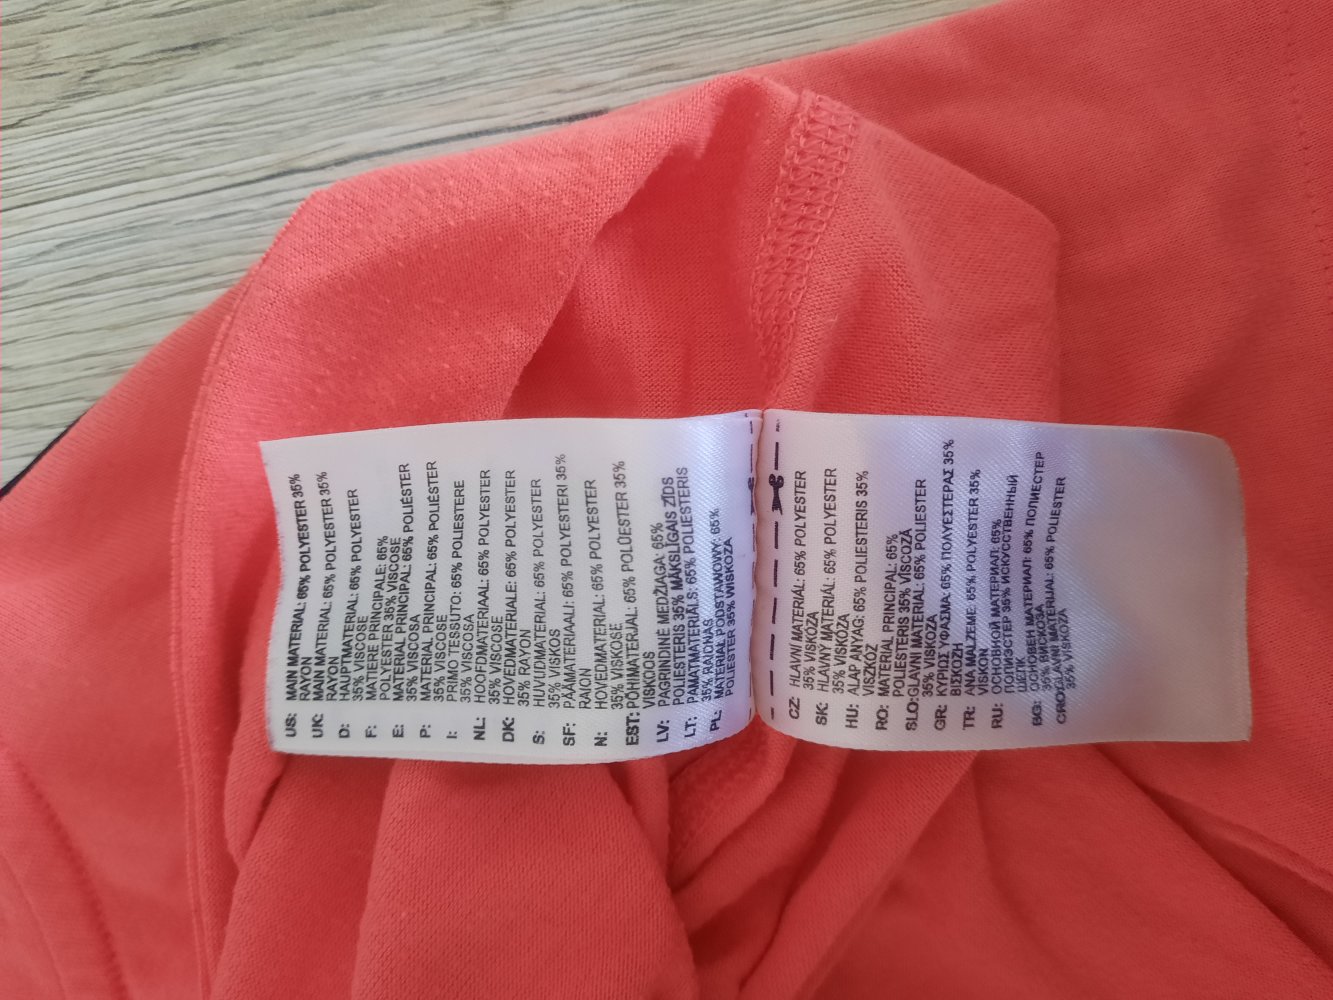 US: MAIN MATERIAL: 65% POLYESTER 35%
RAYON
UK: MAIN MATERIAL: 65% POLYESTER 35%
RAYON
D: HAUPTMATERIAL: 65% POLYESTER
35% VISCOSE
F: MATIERE PRINCIPALE: 65%
POLYESTER 35% VISCOSE
E: MATERIAL PRINCIPAL: 65% POLIÉSTER
35% VISCOSA
P: MATERIAL PRINCIPAL: 65% POLIÉSTER
35% VISCOSE
I: PRIMO TESSUTO: 65% POLIESTERE
35% VISCOSA
NL: HOOFDMATERIAAL: 65% POLYESTER
35% VISCOSE
DK: HOVEDMATERIALE: 65% POLYESTER
35% RAYON
S: HUVUDMATERIAL: 65% POLYESTER
35% VISKOS
SF: PÄÄMATERIAALI: 65% POLYESTERI 35%
RAION
N: HOVEDMATERIAL: 65% POLYESTER
35% VISKOSE
EST: PÕHIMATERJAL: 65% POLÜESTER 35%
VISKOOS
LV: PAGRINDINĖ MEDŽIAGA: 65%
POLIESTERIS 35% MĀKSLĪGAIS ZĪDS
LT: PAMATMATERIĀLS: 65% POLIESTERIS
35% RAIONAS
PL: MATERIAŁ PODSTAWOWY: 65%
POLIESTER 35% WISKOZA
CZ: HLAVNÍ MATERIÁL: 65% POLYESTER
35% VISKÓZA
SK: HLAVNÝ MATERIÁL: 65% POLYESTER
35% VISKÓZA
HU: ALAP ANYAG: 65% POLIESTERIS 35%
VISZKÓZ
RO: MATERIAL PRINCIPAL: 65%
POLIESTERIS 35% VÎSCOZĂ
SLO: GLAVNI MATERIAL: 65% POLIESTER
35% VISKOZA
GR: ΚΥΡΙΩΣ ΥΦΑΣΜΑ: 65% ΠΟΛΥΕΣΤΕΡΑΣ 35%
ΒΙΣΚΟΖΗ
TR: ANA MALZEME: 65% POLYESTER 35%
VISKON
RU: ОСНОВНОЙ МАТЕРИАЛ: 65%
ПОЛИЭСТЕР 35% ИСКУССТВЕННЫЙ
ШЕЛК
BG: ОСНОВЕН МАТЕРИАЛ: 65% ПОЛИЕСТЕР
35% ВИСКОЗА
CRO: GLAVNI MATERIJAL: 65% POLIESTER
35% VISKOZA